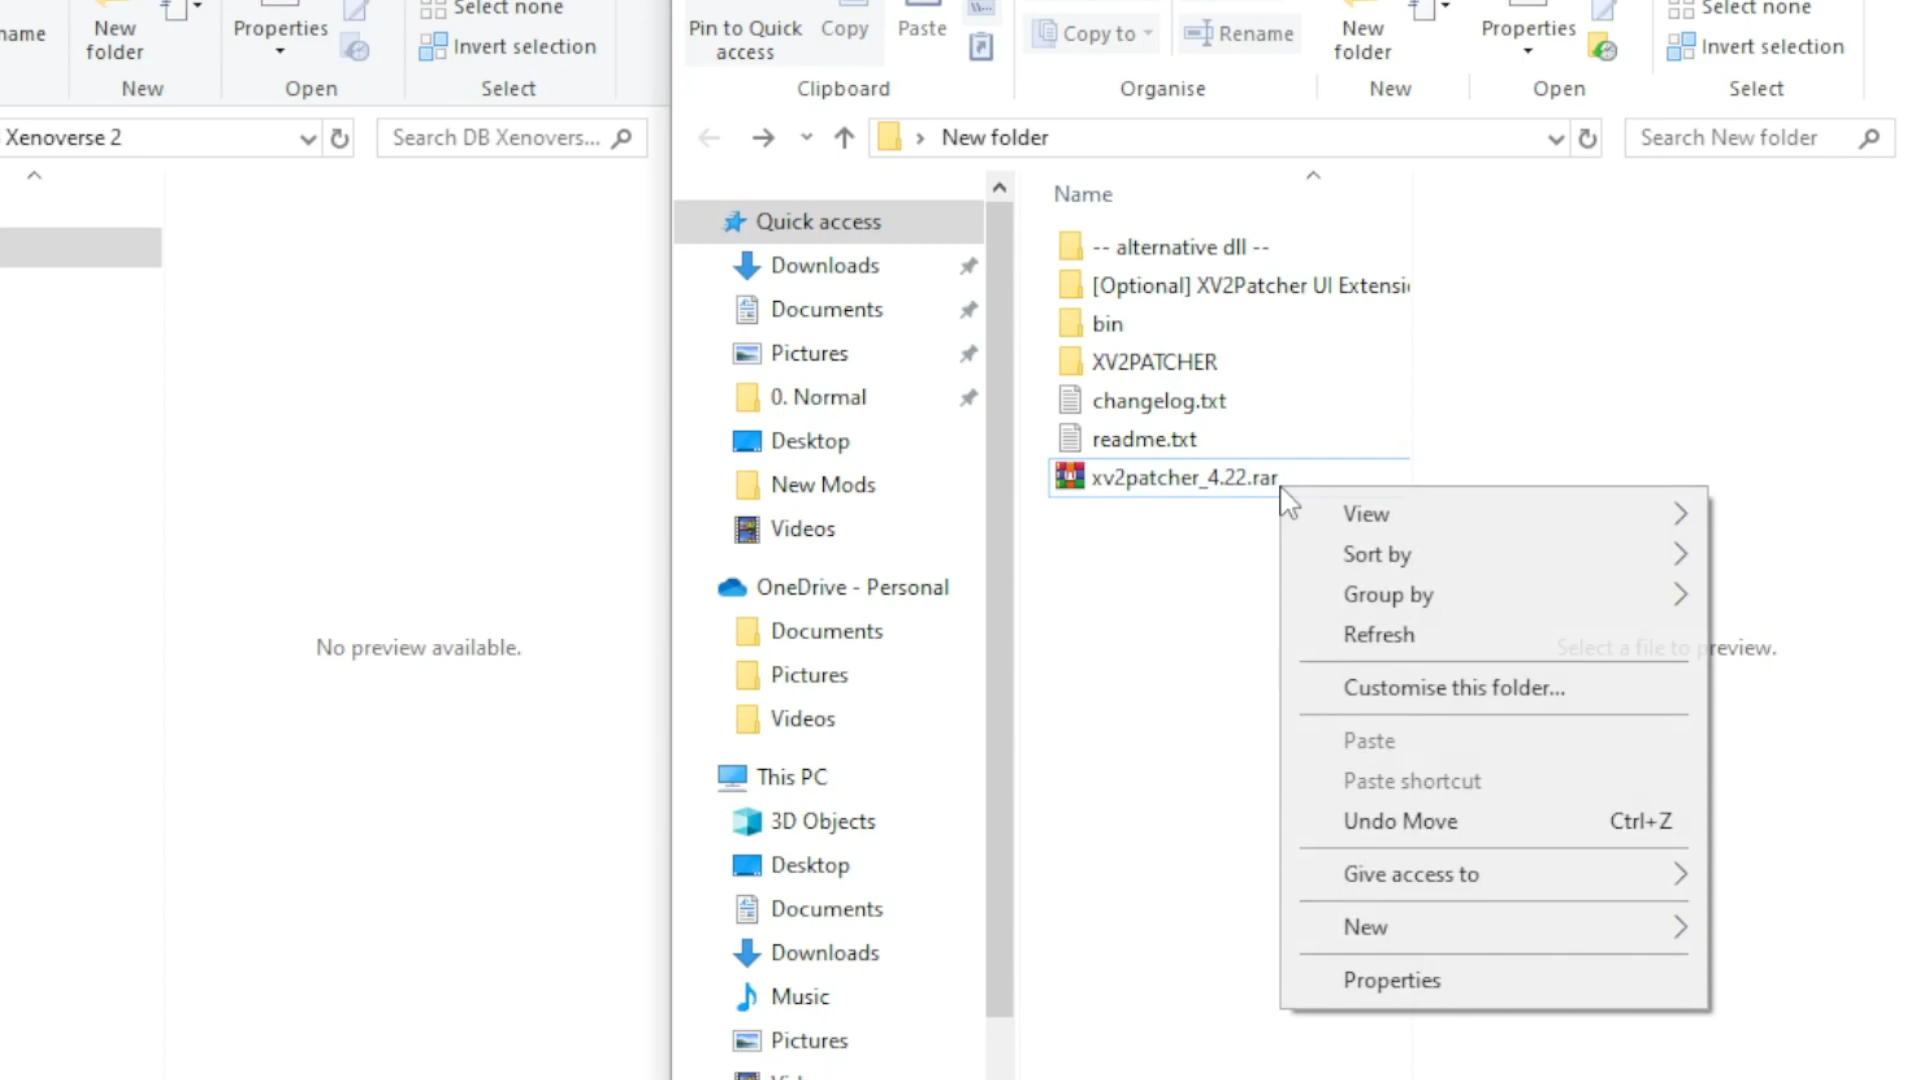 ame
New
folder
New
Properties
Open
Select none
Invert selection
Select
Pin to Quick
access
Copy
Paste
Clipboard
Copy to
Rename
Organise
New
folder
New
Properties
Open
Select none
Invert selection
Select
Xenoverse 2
Search DB Xenovers...
New folder
Search New folder
No preview available.
Quick access
Downloads
Documents
Pictures
0. Normal
Desktop
New Mods
Videos
OneDrive - Personal
Documents
Pictures
Videos
This PC
3D Objects
Desktop
Documents
Downloads
Music
Pictures
Name
-- alternative dll --
[Optional] XV2Patcher UI Extensi
bin
XV2PATCHER
changelog.txt
readme.txt
xv2patcher_4.22.rar
View
Sort by
Group by
Refresh
Customise this folder...
Paste
Paste shortcut
Undo Move Ctrl+Z
Give access to
New
Properties
Select a file to preview.